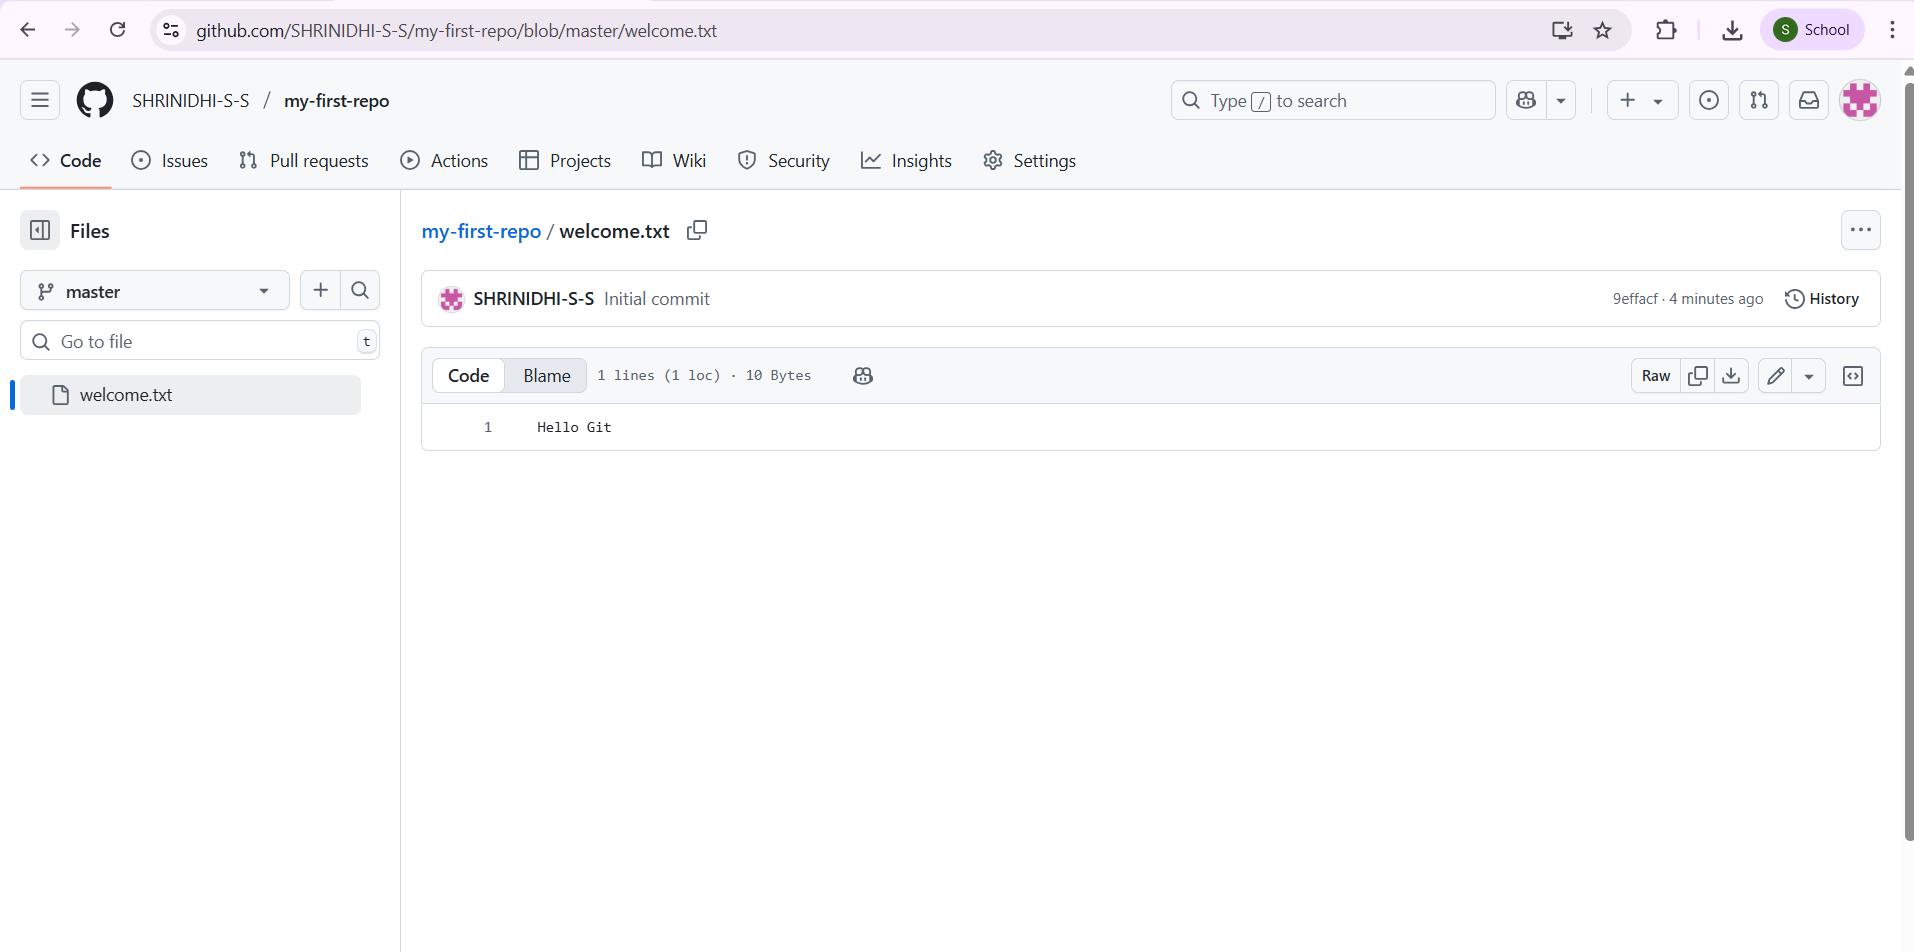 github.com/SHRINIDHI-S-S/my-first-repo/blob/master/welcome.txt
S School
SHRINIDHI-S-S / my-first-repo
Type / to search
Code Issues Pull requests Actions Projects Wiki Security Insights Settings
Files
my-first-repo / welcome.txt
master
SHRINIDHI-S-S Initial commit
9effacf · 4 minutes ago History
Go to file t
Code Blame 1 lines (1 loc) · 10 Bytes
Raw
welcome.txt
1 Hello Git